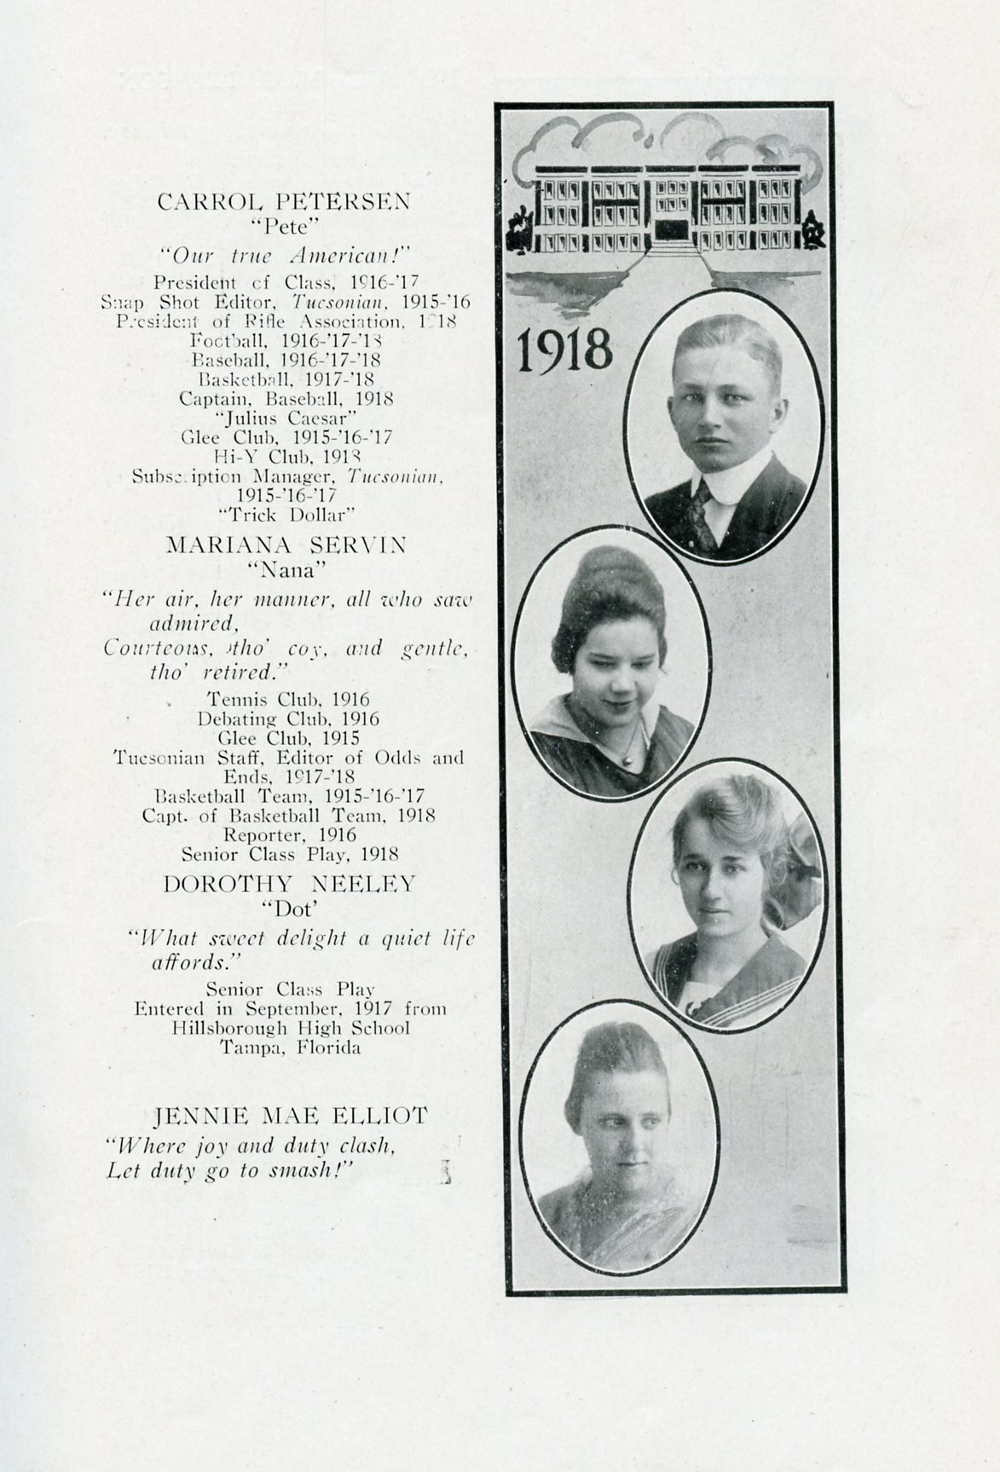 CARROL PETERSEN
"Pete"
"Our true American!"
President of Class, 1916-'17
Snap Shot Editor, Tucsonian, 1915-'16
President of Rifle Association, 1918
Football, 1916-'17-'18
Baseball, 1916-'17-'18
Basketball, 1917-'18
Captain, Baseball, 1918
"Julius Caesar"
Glee Club, 1915-'16-'17
Hi-Y Club, 1918
Subscription Manager, Tucsonian,
1915-'16-'17
"Trick Dollar"
MARIANA SERVIN
"Nana"
"Her air, her manner, all who saw
admired,
Courteous, tho' coy, and gentle,
tho' retired."
Tennis Club, 1916
Debating Club, 1916
Glee Club, 1915
Tucsonian Staff, Editor of Odds and
Ends, 1917-'18
Basketball Team, 1915-'16-'17
Capt. of Basketball Team, 1918
Reporter, 1916
Senior Class Play, 1918
DOROTHY NEELEY
"Dot'
"What sweet delight a quiet life
affords."
Senior Class Play
Entered in September, 1917 from
Hillsborough High School
Tampa, Florida
JENNIE MAE ELLIOT
"Where joy and duty clash,
Let duty go to smash!"
1918